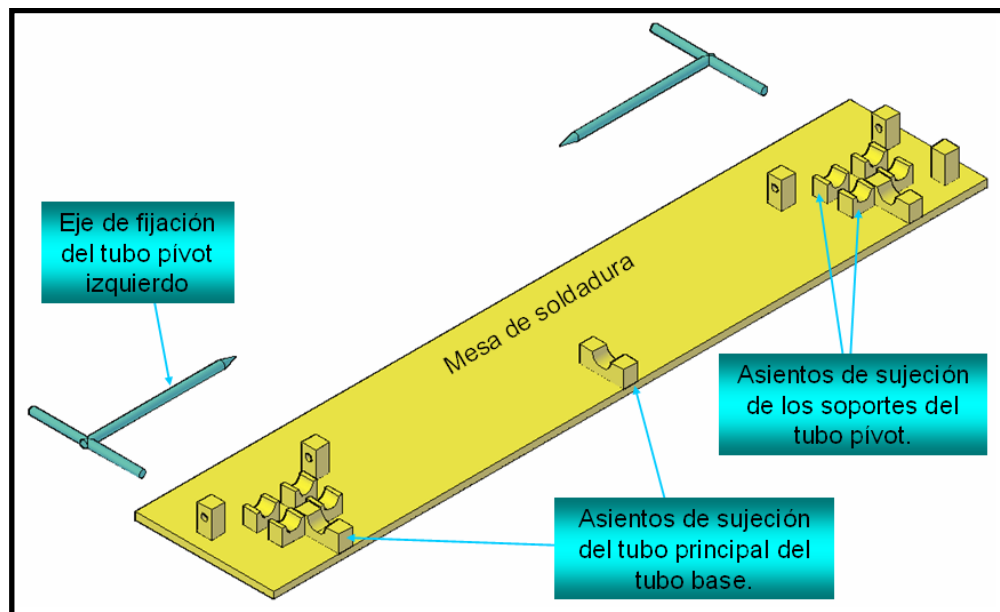 Eje de fijación
del tubo pívot
izquierdo
Mesa de soldadura
Asientos de sujeción
de los soportes del
tubo pívot.
Asientos de sujeción
del tubo principal del
tubo base.